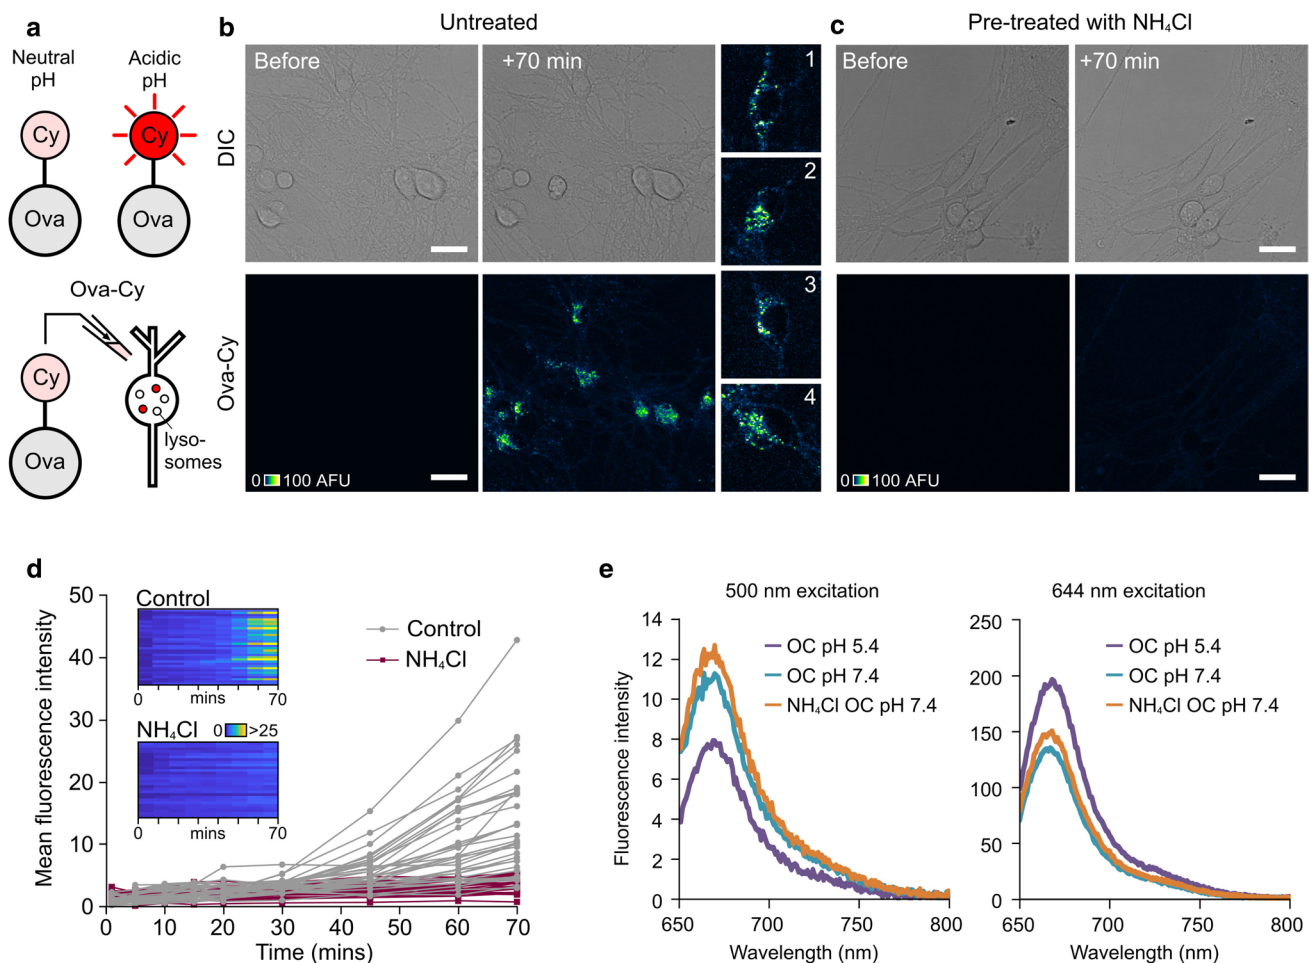 a
Neutral
pH
Acidic
pH
Cy
Cy
Ova
Ova
Ova-Cy
Cy
Ova
lyso-
somes
b
Untreated
DIC
Before
+70 min
1
2
3
4
Ova-Cy
0 100 AFU
c
Pre-treated with NH₄Cl
Before
+70 min
0 100 AFU
d
Mean fluorescence intensity
50
40
30
20
10
0
0 10 20 30 40 50 60 70
Time (mins)
Control
0 mins 70
NH₄Cl 0 >25
0 mins 70
Control
NH₄Cl
e
500 nm excitation
Fluorescence intensity
14
12
10
8
6
4
2
0
650 700 750 800
Wavelength (nm)
OC pH 5.4
OC pH 7.4
NH₄Cl OC pH 7.4
644 nm excitation
250
200
150
100
50
0
650 700 750 800
Wavelength (nm)
OC pH 5.4
OC pH 7.4
NH₄Cl OC pH 7.4